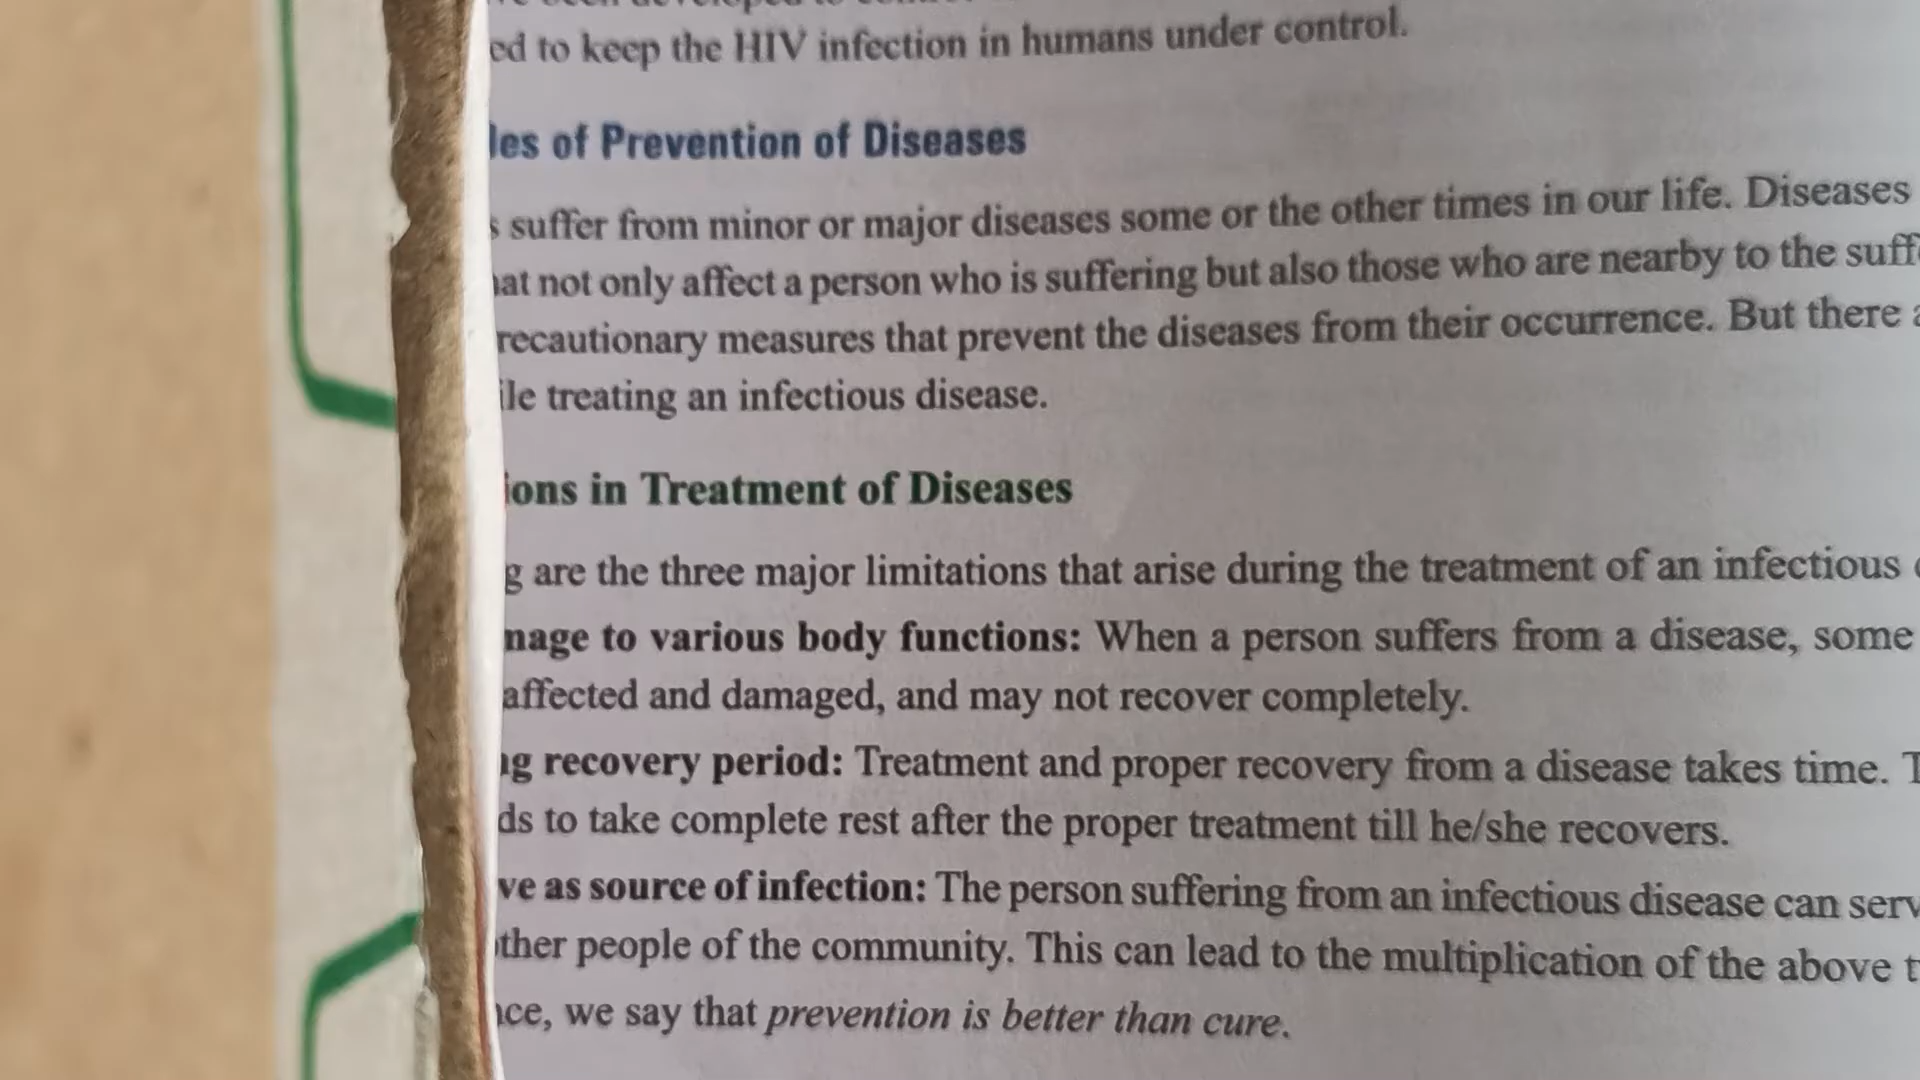 ed to keep the HIV infection in humans under control.
les of Prevention of Diseases
s suffer from minor or major diseases some or the other times in our life. Diseases
at not only affect a person who is suffering but also those who are nearby to the suff
recautionary measures that prevent the diseases from their occurrence. But there a
ile treating an infectious disease.
ions in Treatment of Diseases
g are the three major limitations that arise during the treatment of an infectious
mage to various body functions: When a person suffers from a disease, some
affected and damaged, and may not recover completely.
g recovery period: Treatment and proper recovery from a disease takes time. T
ds to take complete rest after the proper treatment till he/she recovers.
ve as source of infection: The person suffering from an infectious disease can serv
ther people of the community. This can lead to the multiplication of the above t
ce, we say that prevention is better than cure.